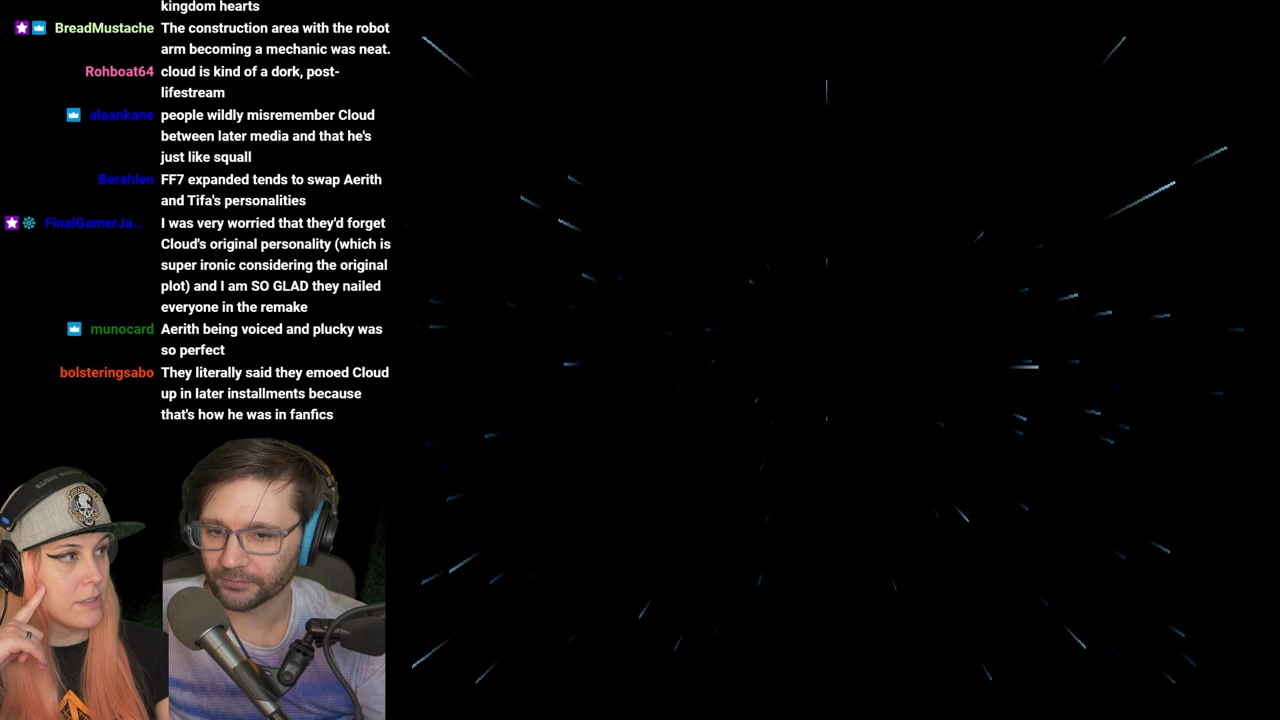 kingdom hearts
BreadMustache The construction area with the robot
arm becoming a mechanic was neat.
Rohboat64 cloud is kind of a dork, post-
lifestream
alaankane people wildly misremember Cloud
between later media and that he's
just like squall
Berahlen FF7 expanded tends to swap Aerith
and Tifa's personalities
FinalGamerJa... I was very worried that they'd forget
Cloud's original personality (which is
super ironic considering the original
plot) and I am SO GLAD they nailed
everyone in the remake
munocard Aerith being voiced and plucky was
so perfect
bolsteringsabo They literally said they emoed Cloud
up in later installments because
that's how he was in fanfics